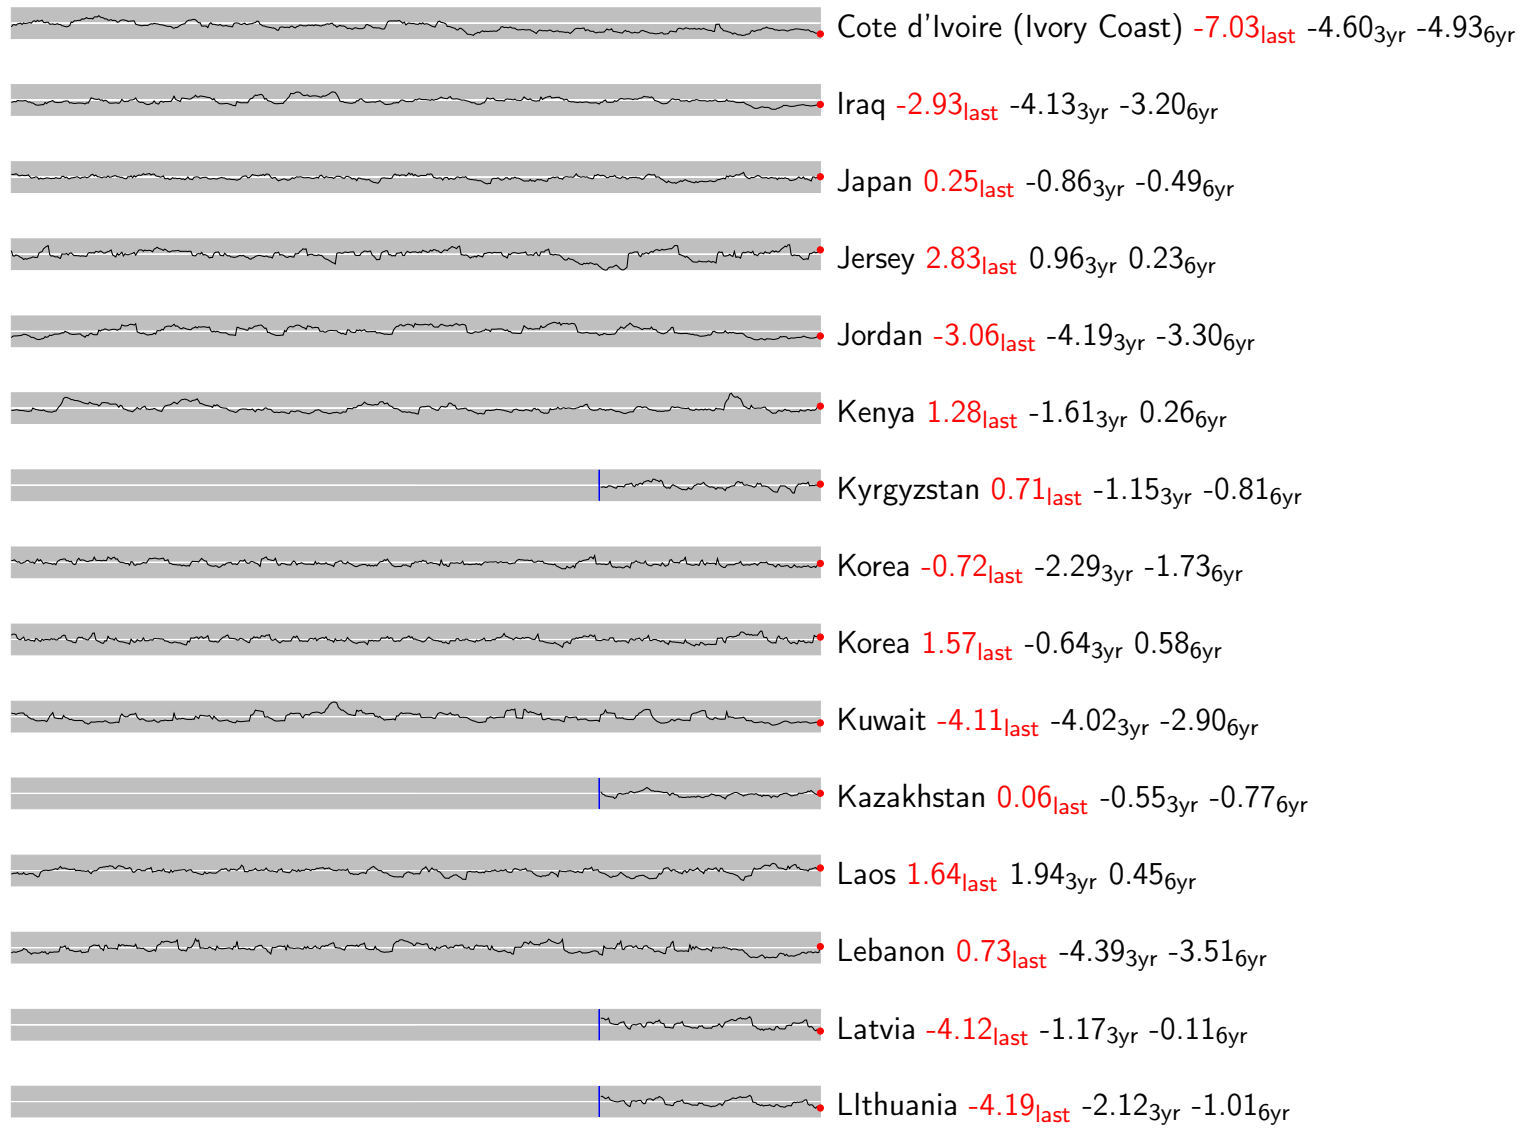 Cote d'Ivoire (Ivory Coast) -7.03last -4.603yr -4.936yr
Iraq -2.93last -4.133yr -3.206yr
Japan 0.25last -0.863yr -0.496yr
Jersey 2.83last 0.963yr 0.236yr
Jordan -3.06last -4.193yr -3.306yr
Kenya 1.28last -1.613yr 0.266yr
Kyrgyzstan 0.71last -1.153yr -0.816yr
Korea -0.72last -2.293yr -1.736yr
Korea 1.57last -0.643yr 0.586yr
Kuwait -4.11last -4.023yr -2.906yr
Kazakhstan 0.06last -0.553yr -0.776yr
Laos 1.64last 1.943yr 0.456yr
Lebanon 0.73last -4.393yr -3.516yr
Latvia -4.12last -1.173yr -0.116yr
LIthuania -4.19last -2.123yr -1.016yr